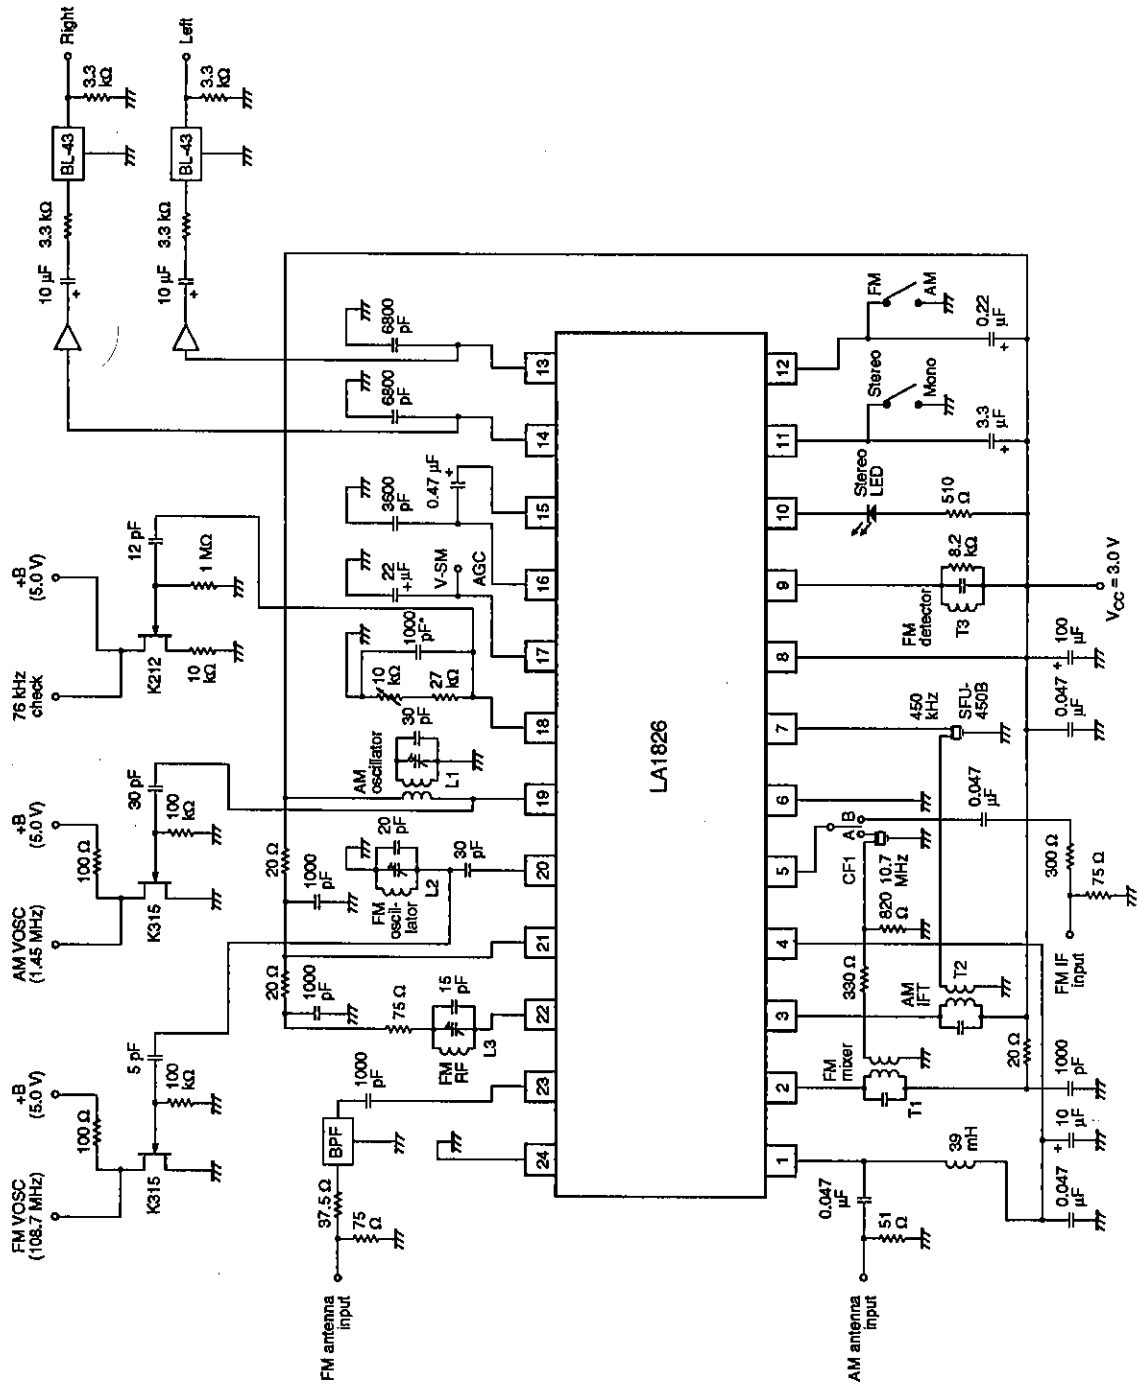 FM VOSC
(108.7 MHz)
+B
(5.0 V)
AM VOSC
(1.45 MHz)
+B
(5.0 V)
76 kHz
check
+B
(5.0 V)
100 Ω
100 Ω
K315
K315
K212
5 pF
100
kΩ
30 pF
100
kΩ
12 pF
1 MΩ
10
kΩ
10 µF
+
3.3 kΩ
BL-43
3.3
kΩ
Right
10 µF
+
3.3 kΩ
BL-43
3.3
kΩ
Left
FM antenna
input
37.5 Ω
75
Ω
BPF
1000
pF
20 Ω
1000
pF
75 Ω
FM
RF
15
pF
L3
20 Ω
1000
pF
FM
oscil-
lator
20
pF
L2
30
pF
AM
oscillator
30
pF
L1
10
kΩ
27
kΩ
1000
pF*
22
+µF
V-SM
AGC
3600
pF
0.47 µF
+
6800
pF
6800
pF
24
23
22
21
20
19
18
17
16
15
14
13
LA1826
1
2
3
4
5
6
7
8
9
10
11
12
AM antenna
input
0.047
µF
51
Ω
39
mH
0.047
µF
+
10
µF
1000
pF
20 Ω
FM
mixer
T1
AM
IFT
T2
330 Ω
820
Ω
10.7
MHz
CF1
A
B
0.047
µF
300 Ω
75 Ω
FM IF
input
450
kHz
SFU-
450B
0.047
µF
+
100
µF
FM
detector
T3
8.2
kΩ
VCC = 3.0 V
Stereo
LED
510
Ω
Stereo
Mono
3.3
µF
+
FM
AM
0.22
µF
+